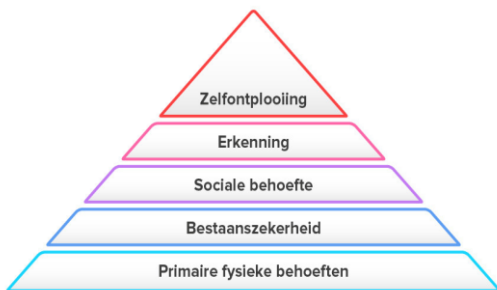 Zelfontplooiing
Erkenning
Sociale behoefte
Bestaanszekerheid
Primaire fysieke behoeften